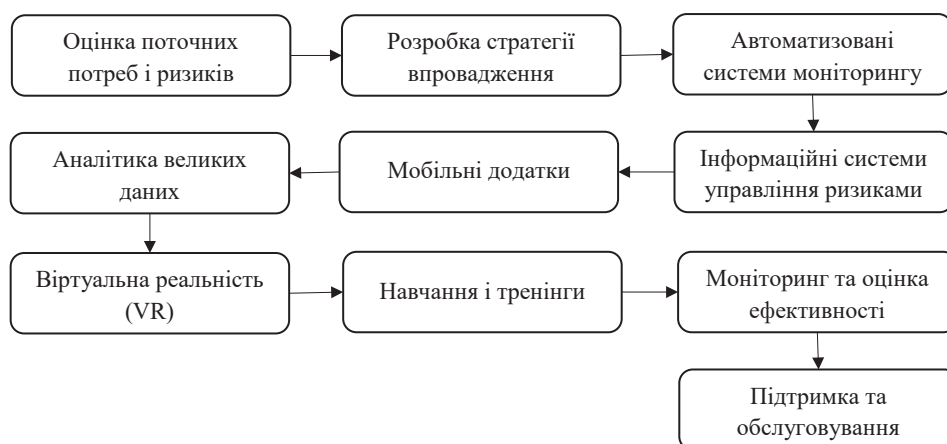 Оцінка поточних
потреб і ризиків
Розробка стратегії
впровадження
Автоматизовані
системи моніторингу
Інформаційні системи
управління ризиками
Мобільні додатки
Аналітика великих
даних
Віртуальна реальність
(VR)
Навчання і тренінги
Моніторинг та оцінка
ефективності
Підтримка та
обслуговування